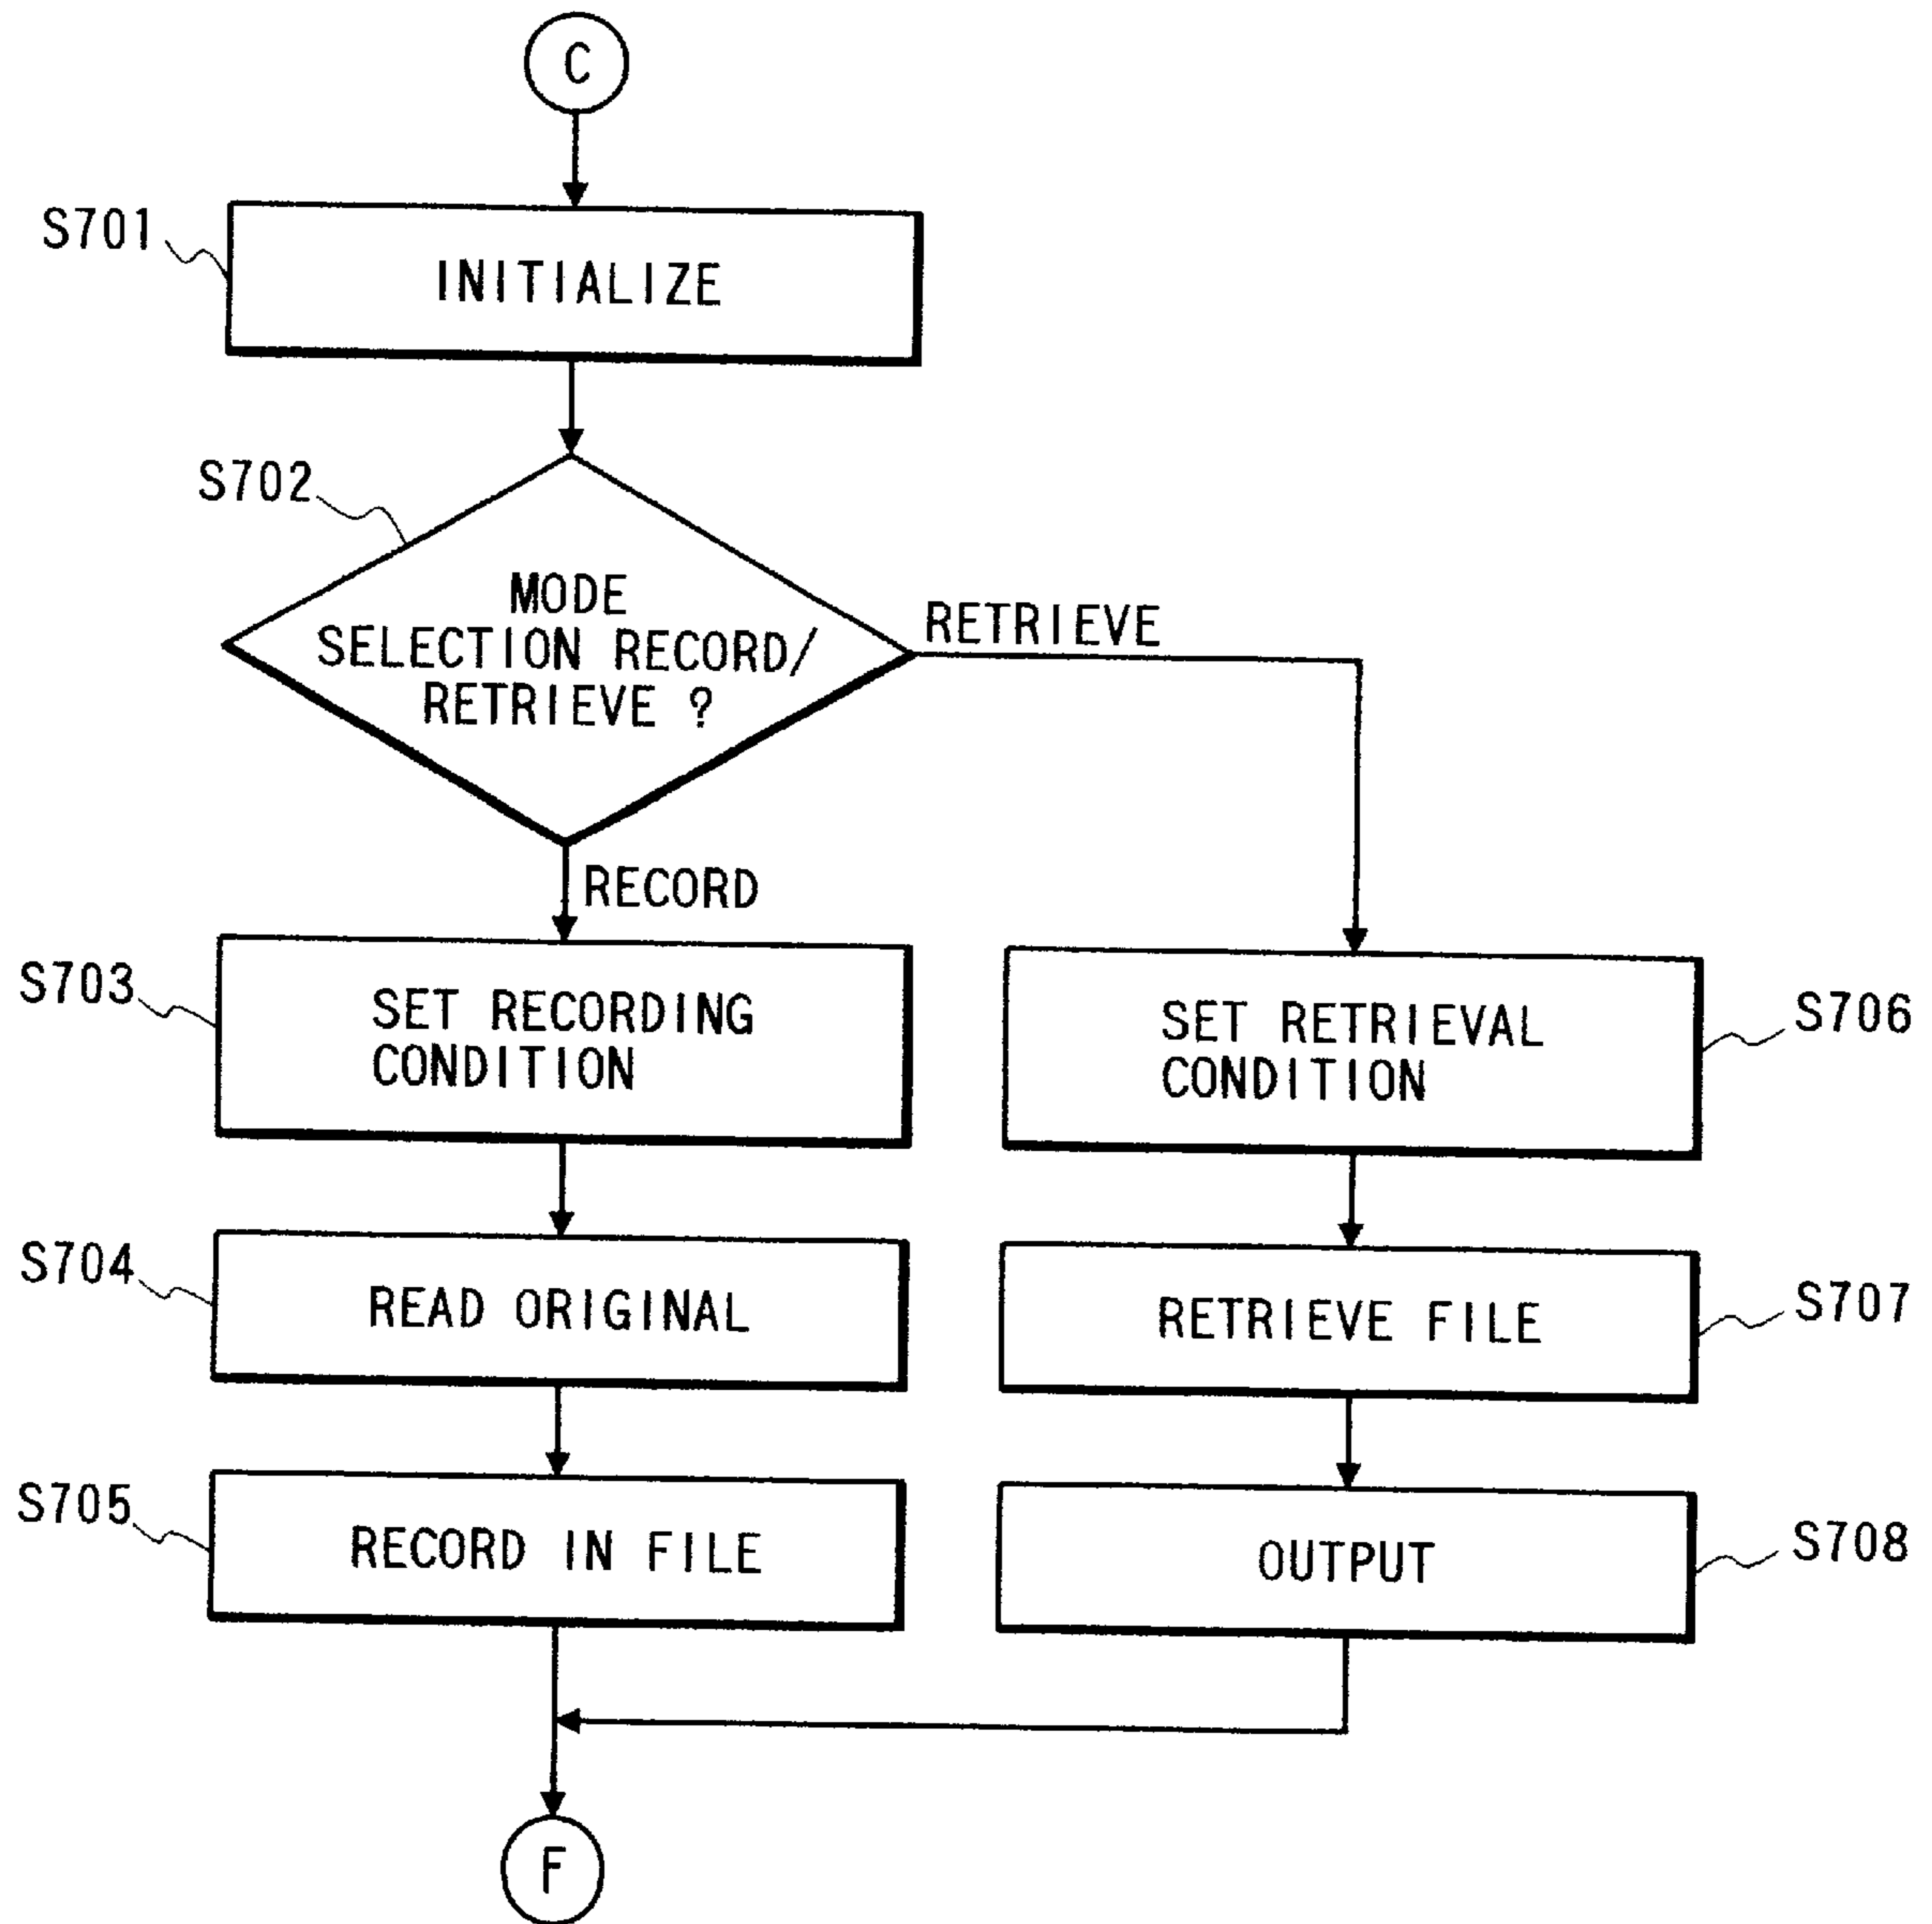 C
S701
INITIALIZE
S702
MODE
SELECTION RECORD/
RETRIEVE ?
RETRIEVE
RECORD
S703
SET RECORDING
CONDITION
SET RETRIEVAL
CONDITION
S706
S704
READ ORIGINAL
RETRIEVE FILE
S707
S705
RECORD IN FILE
OUTPUT
S708
F